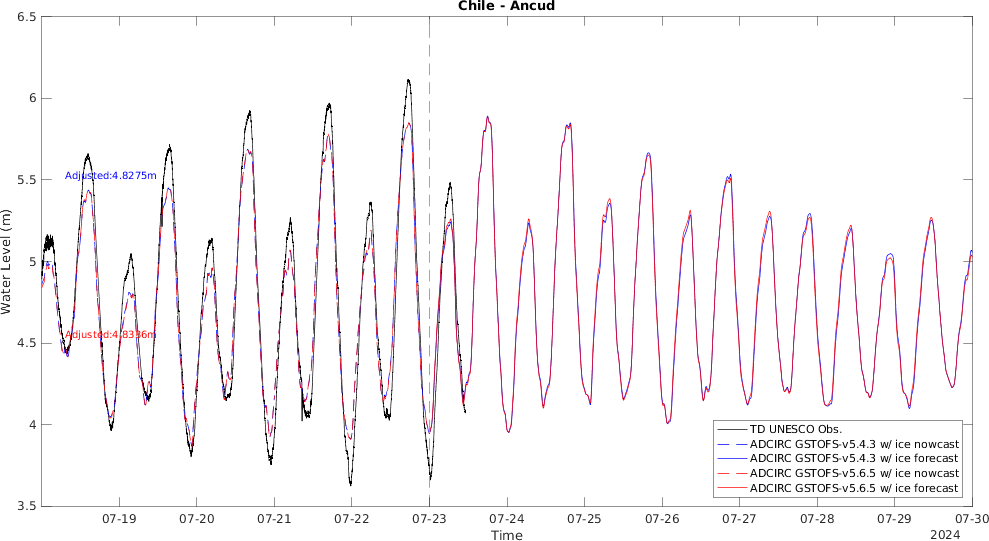 Chile - Ancud
6.5
6
5.5
5
4.5
4
3.5
Water Level (m)
Adjusted:4.8275m
Adjusted:4.8336m
TD UNESCO Obs.
ADCIRC GSTOFS-v5.4.3 w/ ice nowcast
ADCIRC GSTOFS-v5.4.3 w/ ice forecast
ADCIRC GSTOFS-v5.6.5 w/ ice nowcast
ADCIRC GSTOFS-v5.6.5 w/ ice forecast
07-19 07-20 07-21 07-22 07-23 07-24 07-25 07-26 07-27 07-28 07-29 07-30
Time
2024